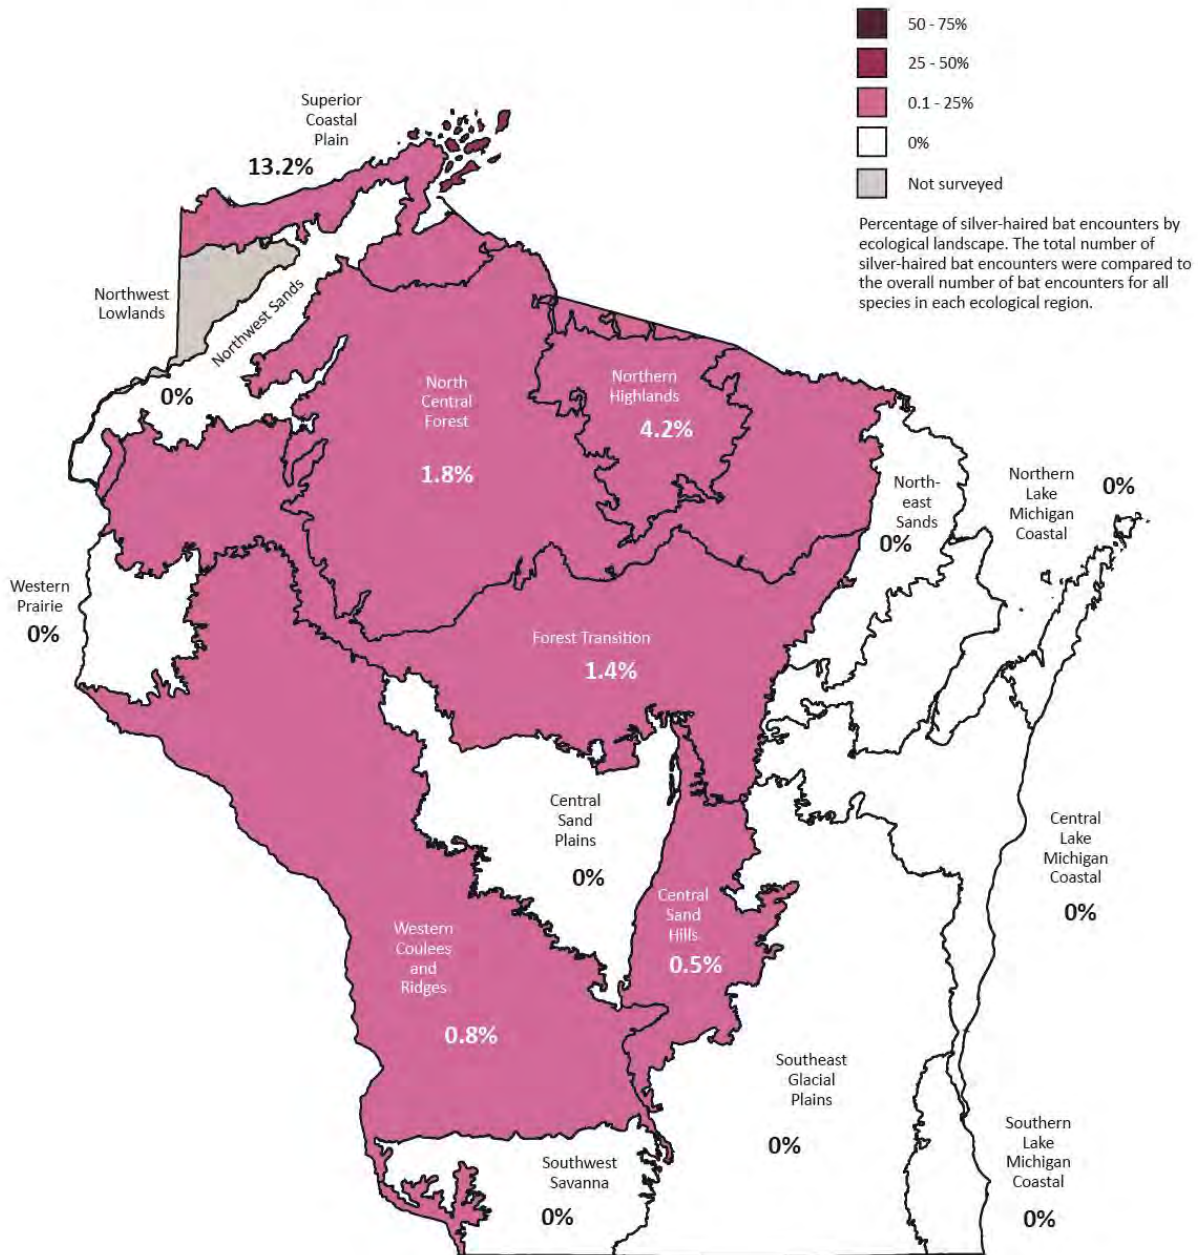 50 - 75%
25 - 50%
0.1 - 25%
0%
Not surveyed
Percentage of silver-haired bat encounters by
ecological landscape. The total number of
silver-haired bat encounters were compared to
the overall number of bat encounters for all
species in each ecological region.
Superior
Coastal
Plain
13.2%
Northwest
Lowlands
Northwest Sands
0%
North
Central
Forest
1.8%
Northern
Highlands
4.2%
North-
east
Sands
0%
Northern
Lake
Michigan
Coastal
0%
Western
Prairie
0%
Forest Transition
1.4%
Central
Sand
Plains
0%
Central
Sand
Hills
0.5%
Central
Lake
Michigan
Coastal
0%
Western
Coulees
and
Ridges
0.8%
Southeast
Glacial
Plains
0%
Southwest
Savanna
0%
Southern
Lake
Michigan
Coastal
0%